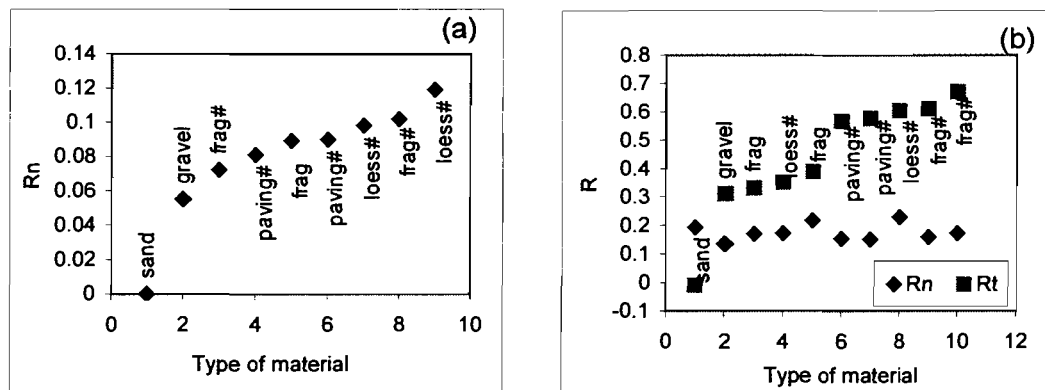 (a)
0.14
0.12
0.1
0.08
0.06
0.04
0.02
0
Rn
sand
gravel
frag#
paving#
frag
paving#
loess#
frag#
loess#
0 2 4 6 8 10
Type of material
(b)
0.8
0.7
0.6
0.5
0.4
0.3
0.2
0.1
0
-0.1
R
sand
gravel
frag
loess#
frag
paving#
paving#
loess#
frag#
frag#
Rn Rt
0 2 4 6 8 10 12
Type of material